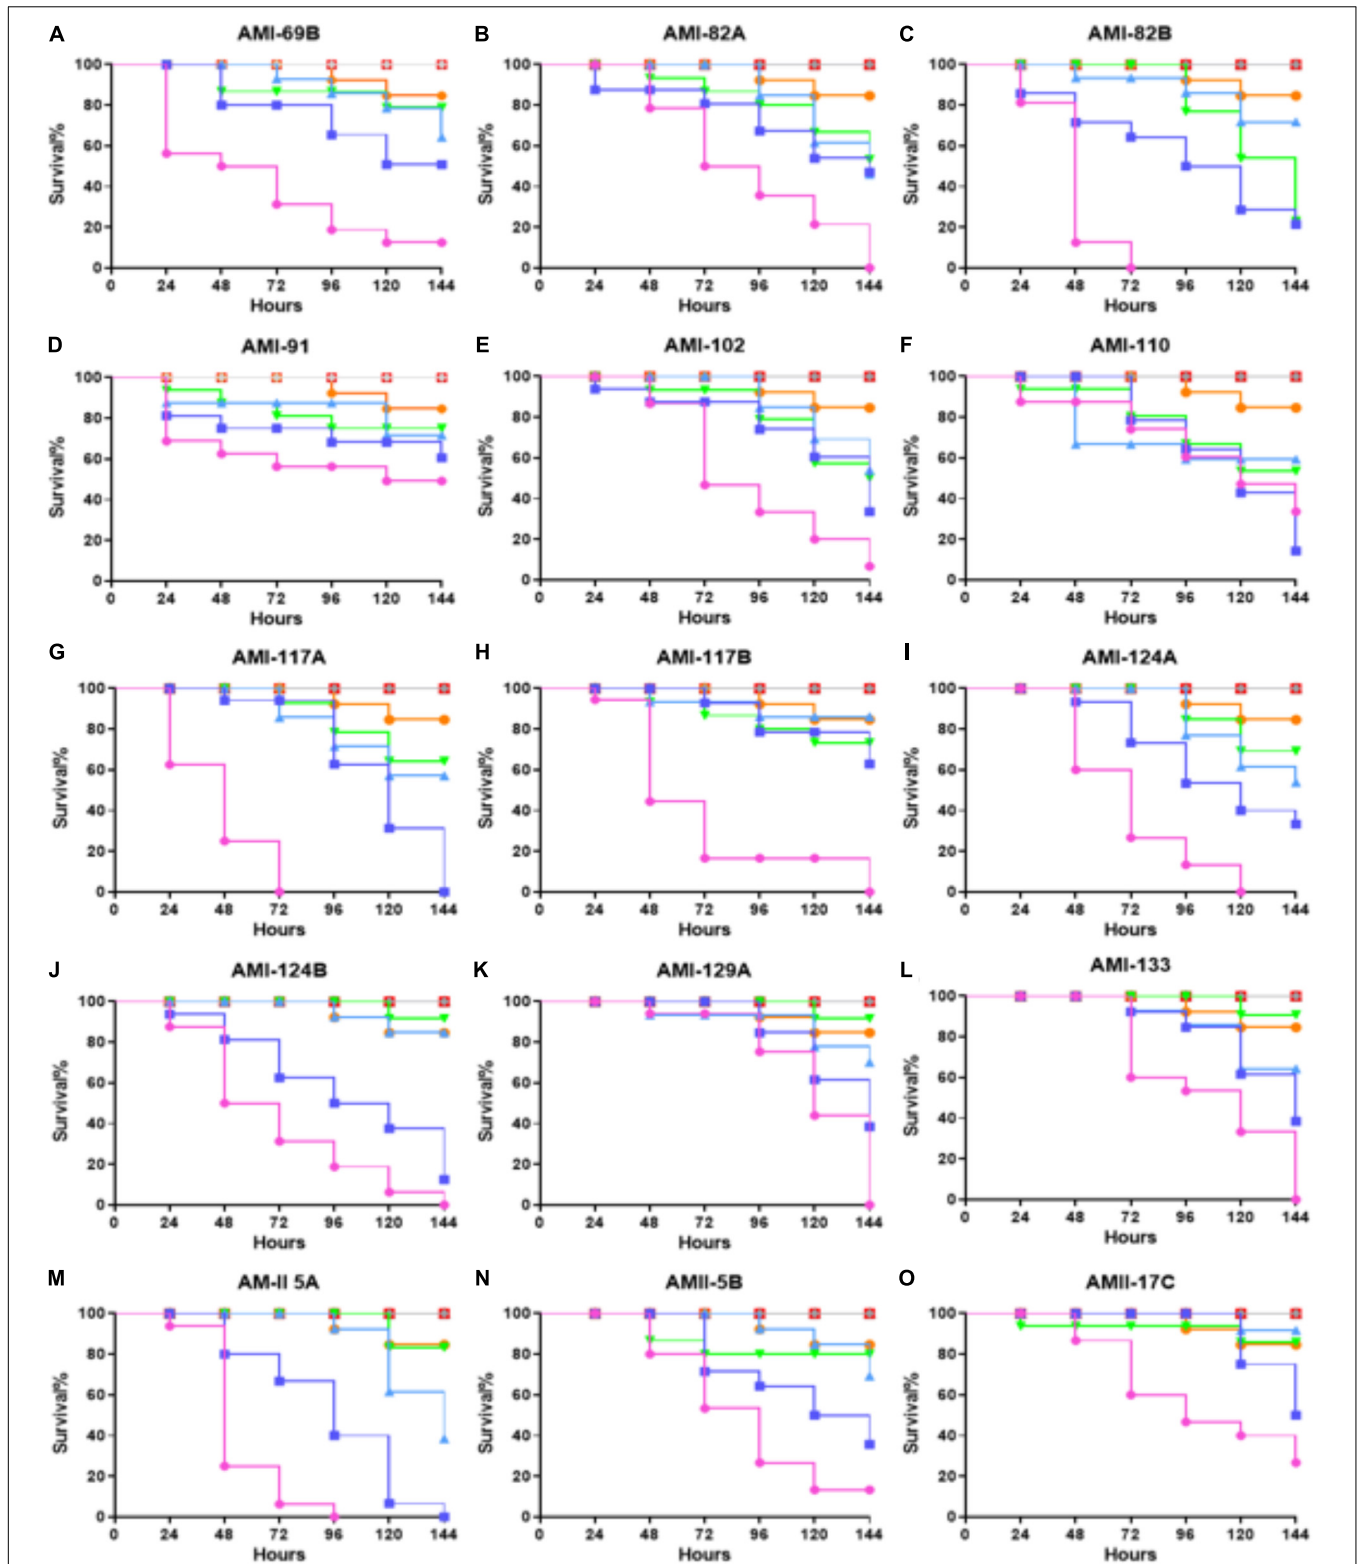 A AMI-69B
Survival%
100
80
60
40
20
0
0 24 48 72 96 120 144
Hours
B AMI-82A
Survival%
100
80
60
40
20
0
0 24 48 72 96 120 144
Hours
C AMI-82B
Survival%
100
80
60
40
20
0
0 24 48 72 96 120 144
Hours
D AMI-91
Survival%
100
80
60
40
20
0
0 24 48 72 96 120 144
Hours
E AMI-102
Survival%
100
80
60
40
20
0
0 24 48 72 96 120 144
Hours
F AMI-110
Survival%
100
80
60
40
20
0
0 24 48 72 96 120 144
Hours
G AMI-117A
Survival%
100
80
60
40
20
0
0 24 48 72 96 120 144
Hours
H AMI-117B
Survival%
100
80
60
40
20
0
0 24 48 72 96 120 144
Hours
I AMI-124A
Survival%
100
80
60
40
20
0
0 24 48 72 96 120 144
Hours
J AMI-124B
Survival%
100
80
60
40
20
0
0 24 48 72 96 120 144
Hours
K AMI-129A
Survival%
100
80
60
40
20
0
0 24 48 72 96 120 144
Hours
L AMI-133
Survival%
100
80
60
40
20
0
0 24 48 72 96 120 144
Hours
M AM-II 5A
Survival%
100
80
60
40
20
0
0 24 48 72 96 120 144
Hours
N AMII-5B
Survival%
100
80
60
40
20
0
0 24 48 72 96 120 144
Hours
O AMII-17C
Survival%
100
80
60
40
20
0
0 24 48 72 96 120 144
Hours